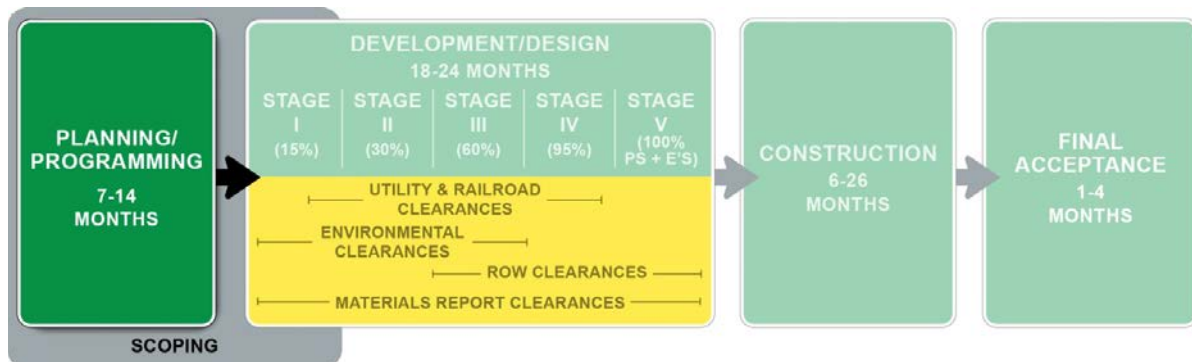 PLANNING/
PROGRAMMING
7-14
MONTHS
SCOPING
DEVELOPMENT/DESIGN
18-24 MONTHS
STAGE
I
(15%)
STAGE
II
(30%)
STAGE
III
(60%)
STAGE
IV
(95%)
STAGE
V
(100%
PS + E'S)
UTILITY & RAILROAD
CLEARANCES
ENVIRONMENTAL
CLEARANCES
ROW CLEARANCES
MATERIALS REPORT CLEARANCES
CONSTRUCTION
6-26
MONTHS
FINAL
ACCEPTANCE
1-4
MONTHS